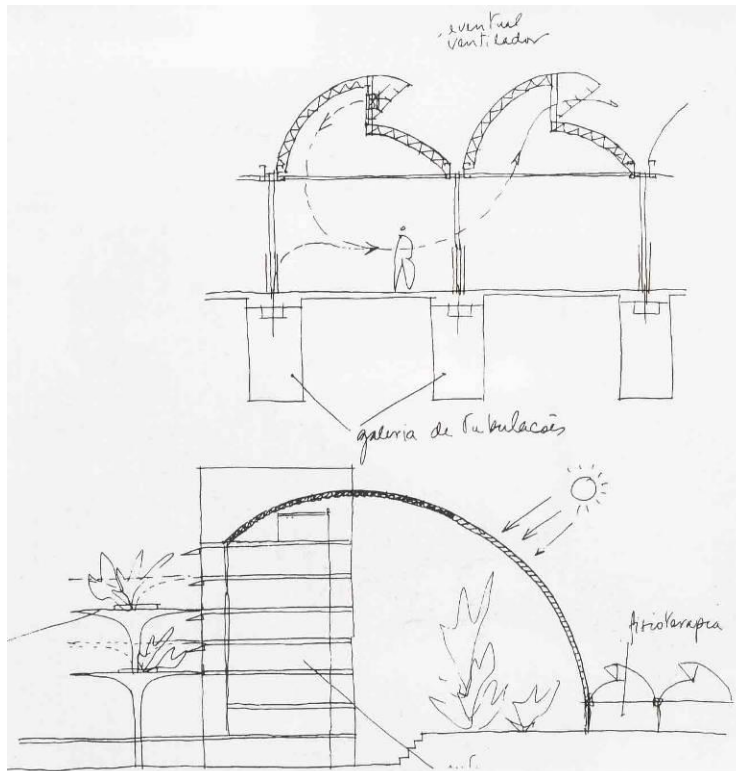 eventual
ventilador
galeria de tubulações
fisioterapia